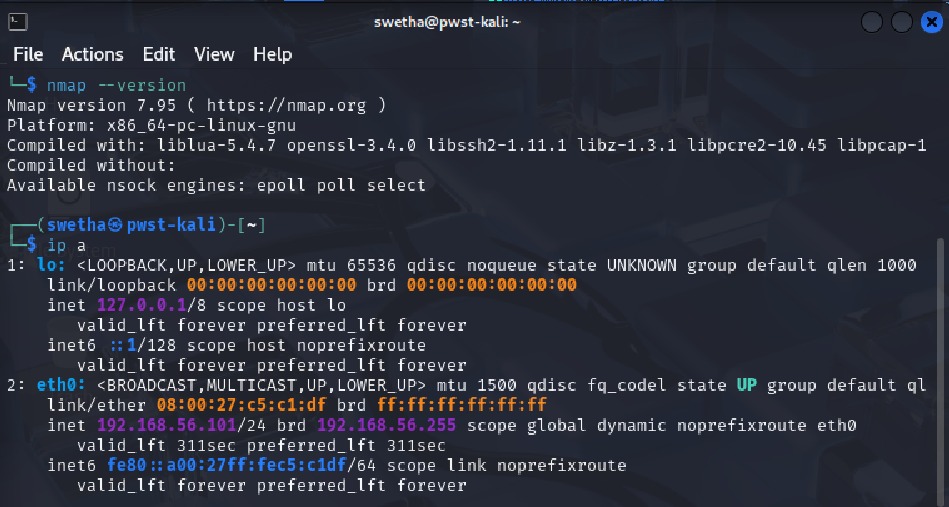 swetha@pwst-kali: ~
File Actions Edit View Help
└─$ nmap --version
Nmap version 7.95 ( https://nmap.org )
Platform: x86_64-pc-linux-gnu
Compiled with: liblua-5.4.7 openssl-3.4.0 libssh2-1.11.1 libz-1.3.1 libpcre2-10.45 libpcap-1
Compiled without:
Available nsock engines: epoll poll select
┌──(swetha㉿pwst-kali)-[~]
└─$ ip a
1: lo: <LOOPBACK,UP,LOWER_UP> mtu 65536 qdisc noqueue state UNKNOWN group default qlen 1000
link/loopback 00:00:00:00:00:00 brd 00:00:00:00:00:00
inet 127.0.0.1/8 scope host lo
valid_lft forever preferred_lft forever
inet6 ::1/128 scope host noprefixroute
valid_lft forever preferred_lft forever
2: eth0: <BROADCAST,MULTICAST,UP,LOWER_UP> mtu 1500 qdisc fq_codel state UP group default ql
link/ether 08:00:27:c5:c1:df brd ff:ff:ff:ff:ff:ff
inet 192.168.56.101/24 brd 192.168.56.255 scope global dynamic noprefixroute eth0
valid_lft 311sec preferred_lft 311sec
inet6 fe80::a00:27ff:fec5:c1df/64 scope link noprefixroute
valid_lft forever preferred_lft forever